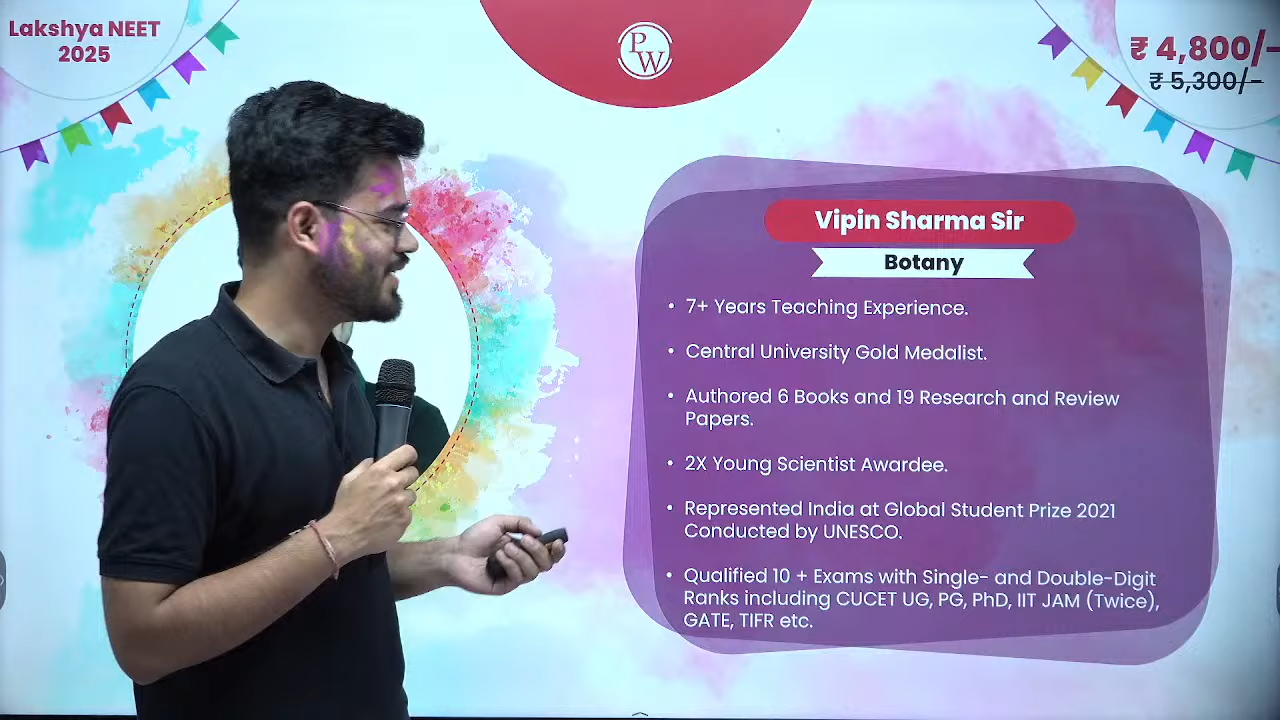 Lakshya NEET
2025
PW
₹ 4,800/-
₹ 5,300/-
Vipin Sharma Sir
Botany
• 7+ Years Teaching Experience.
• Central University Gold Medalist.
• Authored 6 Books and 19 Research and Review
Papers.
• 2X Young Scientist Awardee.
• Represented India at Global Student Prize 2021
Conducted by UNESCO.
• Qualified 10 + Exams with Single- and Double-Digit
Ranks including CUCET UG, PG, PhD, IIT JAM (Twice),
GATE, TIFR etc.